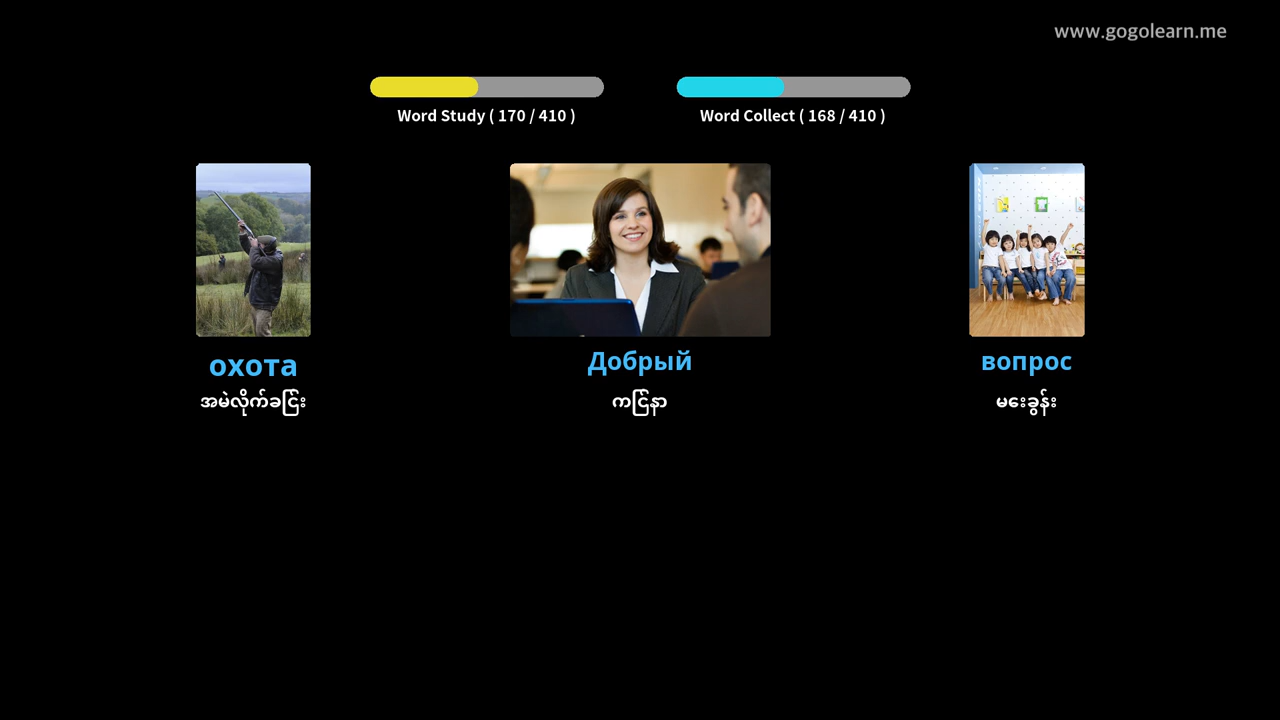 www.gogolearn.me
Word Study ( 170 / 410 )
Word Collect ( 168 / 410 )
охота
Добрый
вопрос
အမဲလိုက်ခြင်း
ကြင်နာ
မေးခွန်း